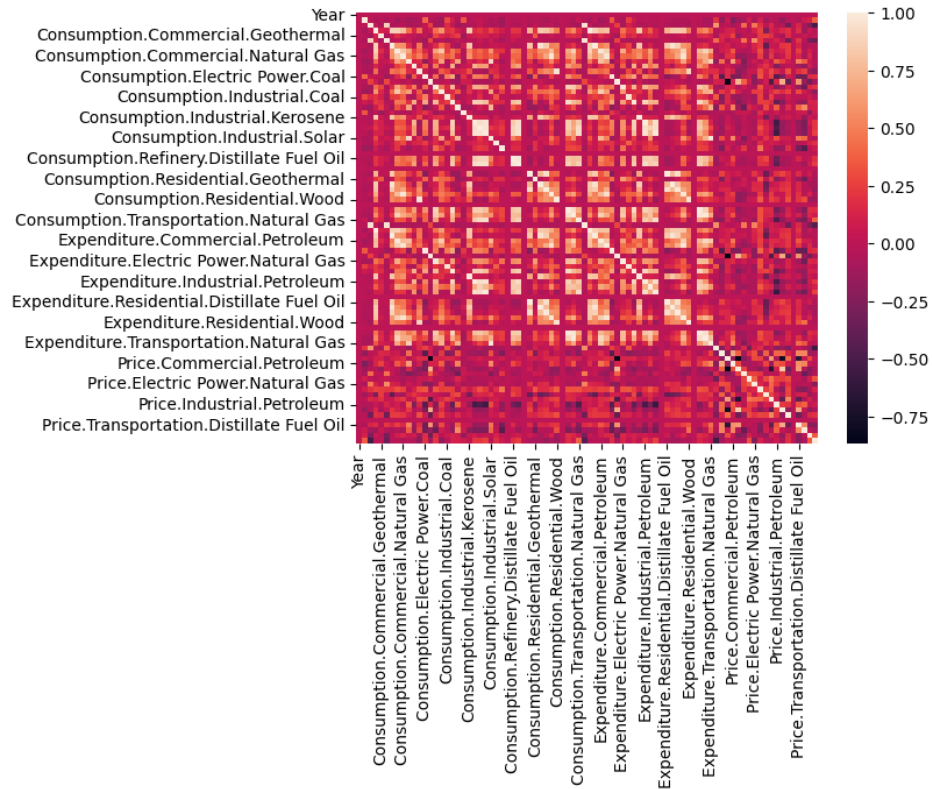 Year
Consumption.Commercial.Geothermal
Consumption.Commercial.Natural Gas
Consumption.Electric Power.Coal
Consumption.Industrial.Coal
Consumption.Industrial.Kerosene
Consumption.Industrial.Solar
Consumption.Refinery.Distillate Fuel Oil
Consumption.Residential.Geothermal
Consumption.Residential.Wood
Consumption.Transportation.Natural Gas
Expenditure.Commercial.Petroleum
Expenditure.Electric Power.Natural Gas
Expenditure.Industrial.Petroleum
Expenditure.Residential.Distillate Fuel Oil
Expenditure.Residential.Wood
Expenditure.Transportation.Natural Gas
Price.Commercial.Petroleum
Price.Electric Power.Natural Gas
Price.Industrial.Petroleum
Price.Transportation.Distillate Fuel Oil
Year
Consumption.Commercial.Geothermal
Consumption.Commercial.Natural Gas
Consumption.Electric Power.Coal
Consumption.Industrial.Coal
Consumption.Industrial.Kerosene
Consumption.Industrial.Solar
Consumption.Refinery.Distillate Fuel Oil
Consumption.Residential.Geothermal
Consumption.Residential.Wood
Consumption.Transportation.Natural Gas
Expenditure.Commercial.Petroleum
Expenditure.Electric Power.Natural Gas
Expenditure.Industrial.Petroleum
Expenditure.Residential.Distillate Fuel Oil
Expenditure.Residential.Wood
Expenditure.Transportation.Natural Gas
Price.Commercial.Petroleum
Price.Electric Power.Natural Gas
Price.Industrial.Petroleum
Price.Transportation.Distillate Fuel Oil
1.00
0.75
0.50
0.25
0.00
−0.25
−0.50
−0.75